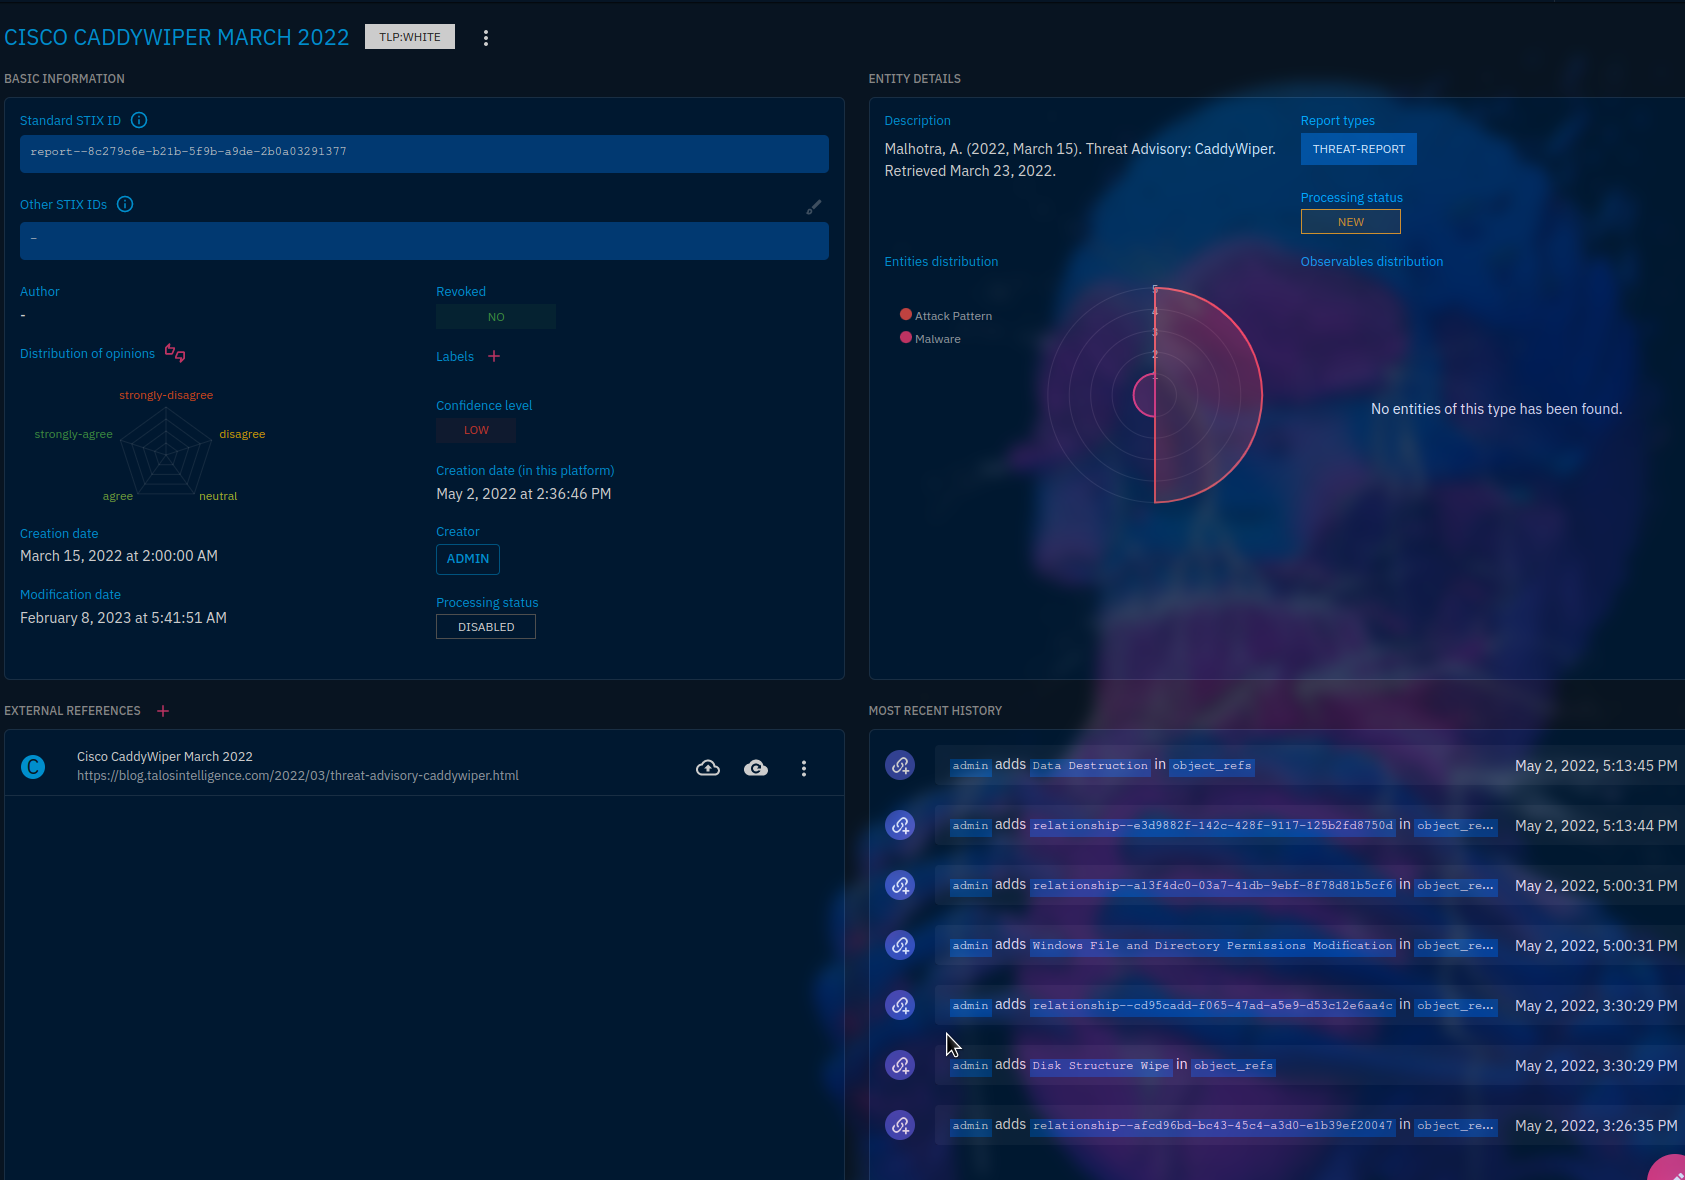 CISCO CADDYWIPER MARCH 2022 TLP:WHITE
BASIC INFORMATION
Standard STIX ID
report--8c279c6e-b21b-5f9b-a9de-2b0a03291377
Other STIX IDs
-
Author
-
Revoked
NO
Distribution of opinions
strongly-disagree
strongly-agree
disagree
agree
neutral
Labels
Confidence level
LOW
Creation date (in this platform)
May 2, 2022 at 2:36:46 PM
Creation date
March 15, 2022 at 2:00:00 AM
Creator
ADMIN
Modification date
February 8, 2023 at 5:41:51 AM
Processing status
DISABLED
ENTITY DETAILS
Description
Malhotra, A. (2022, March 15). Threat Advisory: CaddyWiper.
Retrieved March 23, 2022.
Report types
THREAT-REPORT
Processing status
NEW
Entities distribution
Attack Pattern
Malware
5
4
3
2
1
Observables distribution
No entities of this type has been found.
EXTERNAL REFERENCES
C
Cisco CaddyWiper March 2022
https://blog.talosintelligence.com/2022/03/threat-advisory-caddywiper.html
MOST RECENT HISTORY
admin adds Data Destruction in object_refs May 2, 2022, 5:13:45 PM
admin adds relationship--e3d9882f-142c-428f-9117-125b2fd8750d in object_re... May 2, 2022, 5:13:44 PM
admin adds relationship--a13f4dc0-03a7-41db-9ebf-8f78d81b5cf6 in object_re... May 2, 2022, 5:00:31 PM
admin adds Windows File and Directory Permissions Modification in object_re... May 2, 2022, 5:00:31 PM
admin adds relationship--cd95cadd-f065-47ad-a5e9-d53c12e6aa4c in object_re... May 2, 2022, 3:30:29 PM
admin adds Disk Structure Wipe in object_refs May 2, 2022, 3:30:29 PM
admin adds relationship--afcd96bd-bc43-45c4-a3d0-e1b39ef20047 in object_re... May 2, 2022, 3:26:35 PM